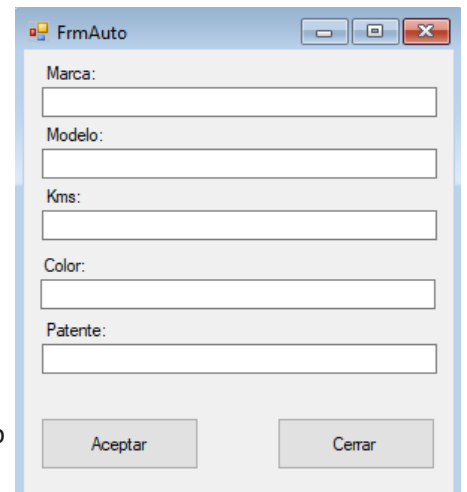 FrmAuto
Marca:
Modelo:
Kms:
Color:
Patente:
Aceptar
Cerrar